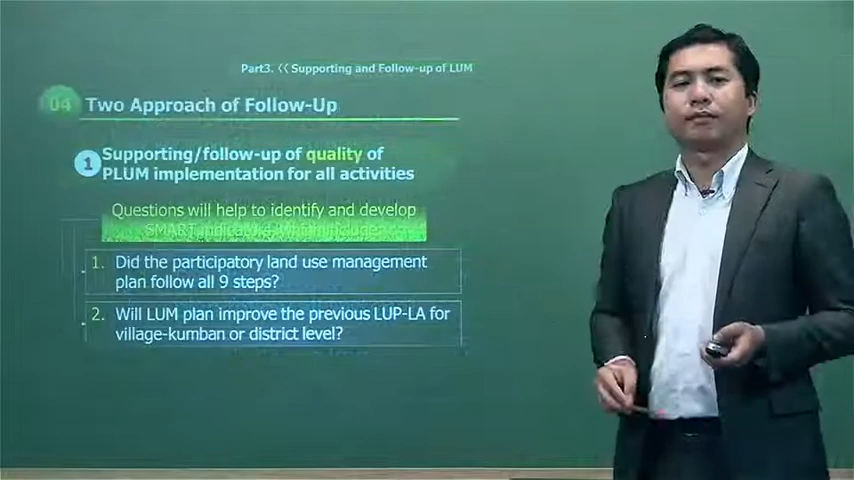 Part3. 《 Supporting and Follow-up of LUM
04 Two Approach of Follow-Up
1 Supporting/follow-up of quality of
PLUM implementation for all activities
Questions will help to identify and develop
SMART indicators
1. Did the participatory land use management
plan follow all 9 steps?
2. Will LUM plan improve the previous LUP-LA for
village-kumban or district level?